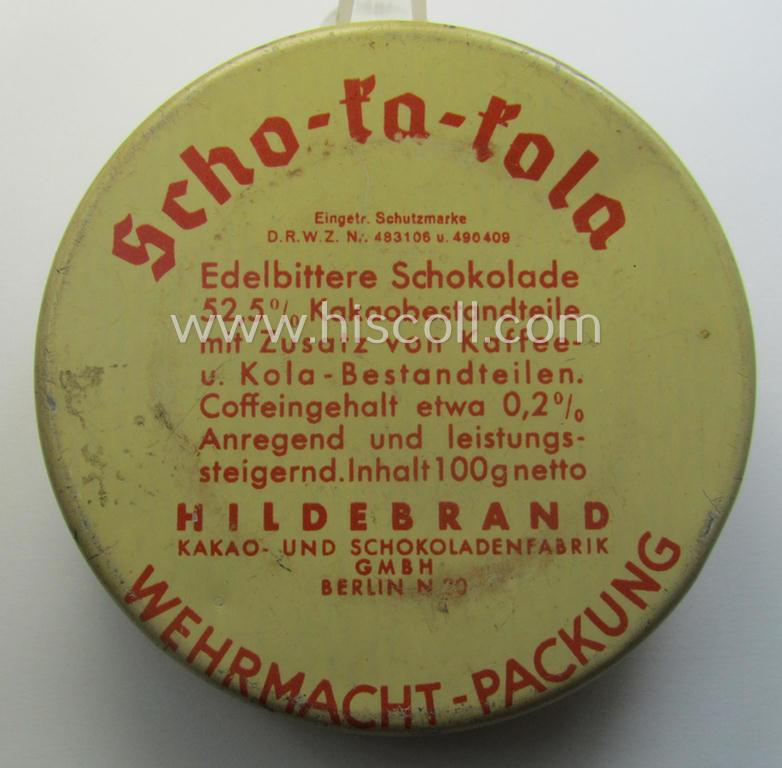 Scho-ka-kola
Eingetr. Schutzmarke
D.R.W.Z. Nr. 483106 u. 490409
Edelbittere Schokolade
52,5% Kakaobestandteile
www.hiscoll.com
mit Zusatz von Kaffee-
u. Kola-Bestandteilen.
Coffeingehalt etwa 0,2%
Anregend und leistungs-
steigernd. Inhalt 100g netto
HILDEBRAND
KAKAO- UND SCHOKOLADENFABRIK
GMBH
BERLIN N 20
WEHRMACHT-PACKUNG